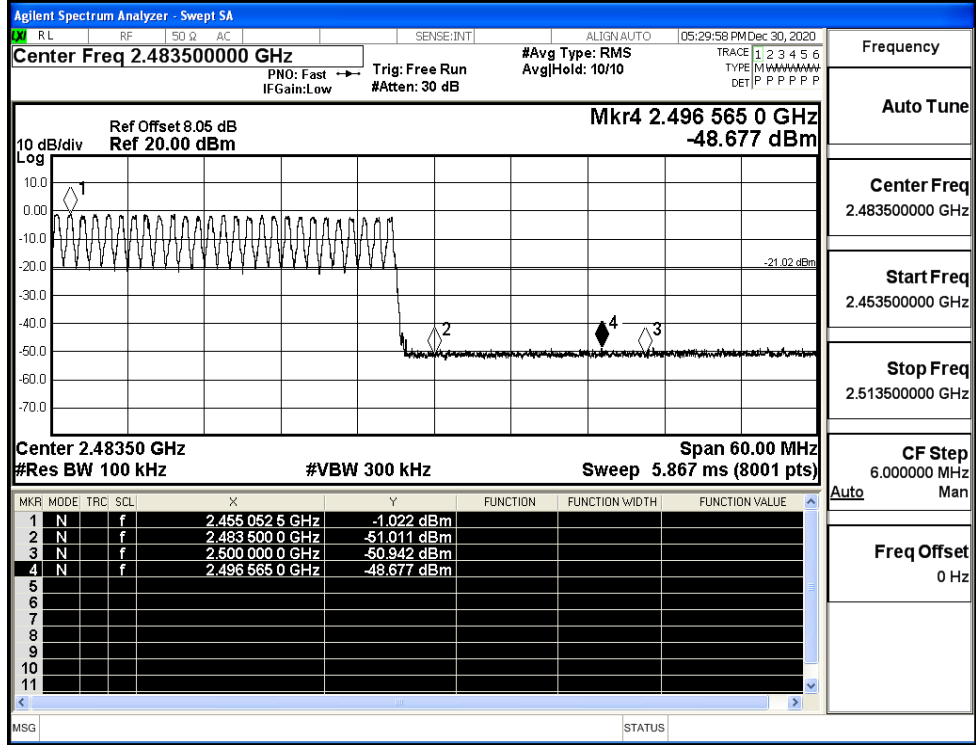 Agilent Spectrum Analyzer - Swept SA
LXI RL RF 50 Ω AC SENSE:INT ALIGN AUTO 05:29:58 PM Dec 30, 2020
Center Freq 2.483500000 GHz
PNO: Fast
IFGain:Low
Trig: Free Run
#Atten: 30 dB
#Avg Type: RMS
Avg|Hold: 10/10
TRACE 1 2 3 4 5 6
TYPE M W W W W W
DET P P P P P P
Frequency
Auto Tune
Center Freq
2.483500000 GHz
Start Freq
2.453500000 GHz
Stop Freq
2.513500000 GHz
CF Step
6.000000 MHz
Auto Man
Freq Offset
0 Hz
Mkr4 2.496 565 0 GHz
-48.677 dBm
Ref Offset 8.05 dB
10 dB/div Ref 20.00 dBm
Log
10.0
0.00
-10.0
-20.0
-30.0
-40.0
-50.0
-60.0
-70.0
1
2
4
3
-21.02 dBm
Center 2.48350 GHz Span 60.00 MHz
#Res BW 100 kHz #VBW 300 kHz Sweep 5.867 ms (8001 pts)
MKR MODE TRC SCL X Y FUNCTION FUNCTION WIDTH FUNCTION VALUE
1 N f 2.455 052 5 GHz -1.022 dBm
2 N f 2.483 500 0 GHz -51.011 dBm
3 N f 2.500 000 0 GHz -50.942 dBm
4 N f 2.496 565 0 GHz -48.677 dBm
5
6
7
8
9
10
11
MSG STATUS